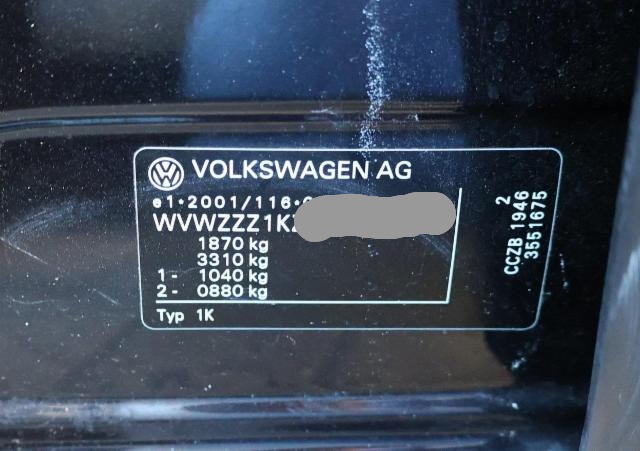 VOLKSWAGEN AG
e1*2001/116*
WVWZZZ1K
1870 kg
3310 kg
1- 1040 kg
2- 0880 kg
Typ 1K
2
CCZB 1946
3551675